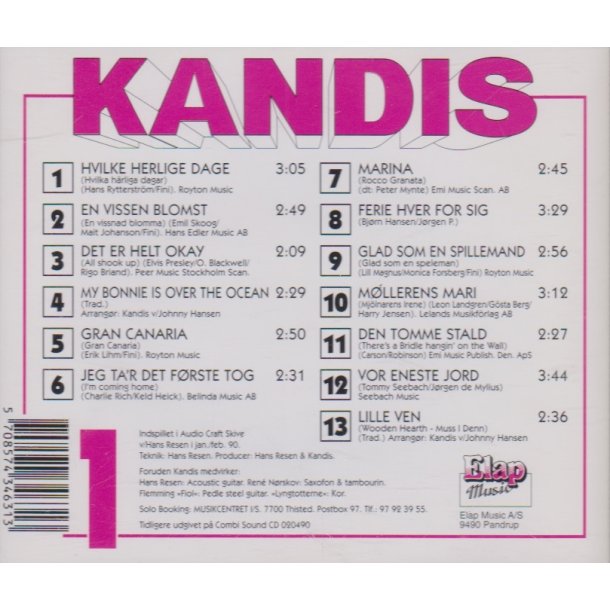 KANDIS
1 HVILKE HERLIGE DAGE 3:05
(Hvilka härliga dagar)
(Hans Rytterström/Fini). Royton Music
2 EN VISSEN BLOMST 2:49
(En vissnad blomma) (Emil Skoog/
Mait Johanson/Fini). Hans Edler Music AB
3 DET ER HELT OKAY 2:09
(All shook up) (Elvis Presley/O. Blackwell/
Rigo Briand). Peer Music Stockholm Scan.
4 MY BONNIE IS OVER THE OCEAN 2:29
(Trad.)
Arrangør: Kandis v/Johnny Hansen
5 GRAN CANARIA 2:50
(Gran Canaria)
(Erik Lihm/Fini). Royton Music
6 JEG TA'R DET FØRSTE TOG 2:31
(I'm coming home)
(Charlie Rich/Keld Heick). Belinda Music AB
7 MARINA 2:45
(Rocco Granata)
(dt: Peter Mynte) Emi Music Scan. AB
8 FERIE HVER FOR SIG 3:29
(Bjørn Hansen/Jørgen P.)
9 GLAD SOM EN SPILLEMAND 2:56
(Glad som en speleman)
(Lill Magnus/Monica Forsberg/Fini) Royton Music
10 MØLLERENS MARI 3:12
(Mjölnarens Irene) (Leon Landgren/Gösta Berg/
Harry Jensen). Lelands Musikförlag AB
11 DEN TOMME STALD 2:27
(There's a Bridle hangin' on the Wall)
(Carson/Robinson) Emi Music Publish. Den. ApS
12 VOR ENESTE JORD 3:44
(Tommy Seebach/Jørgen de Mylius)
Seebach Music
13 LILLE VEN 2:36
(Wooden Hearth - Muss I Denn)
(Trad.) Arrangør: Kandis v/Johnny Hansen
5 708574 346313
1
Indspillet i Audio Craft Skive
v/Hans Resen i jan./feb. 90.
Teknik: Hans Resen. Producer: Hans Resen & Kandis.
Foruden Kandis medvirker:
Hans Resen: Acoustic guitar. René Nørskov: Saxofon & tambourin.
Flemming »Fiol«: Pedle steel guitar. »Lyngtotterne«: Kor.
Solo Booking: MUSIKCENTRET I/S. 7700 Thisted. Postbox 97. Tlf.: 97 92 39 55.
Tidligere udgivet på Combi Sound CD 020490
Elap
Music
Elap Music A/S
9490 Pandrup